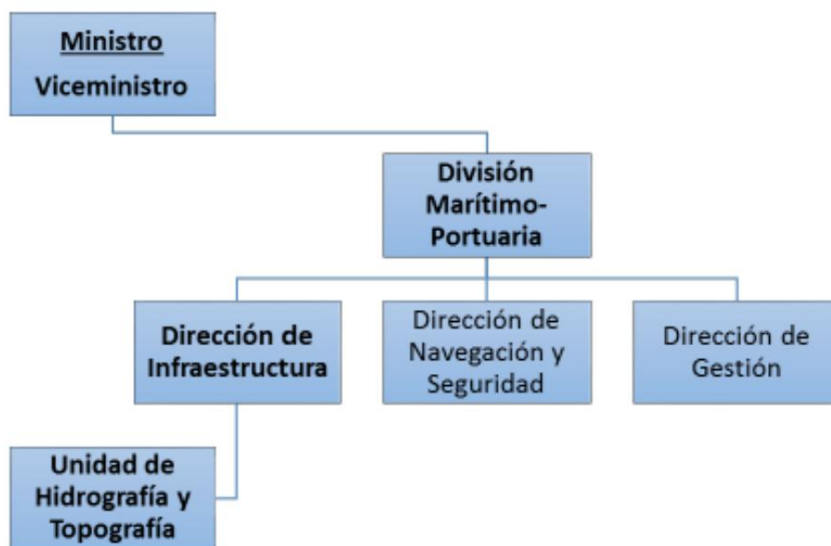 Ministro
Viceministro
División
Marítimo-
Portuaria
Dirección de
Infraestructura
Dirección de
Navegación y
Seguridad
Dirección de
Gestión
Unidad de
Hidrografía y
Topografía